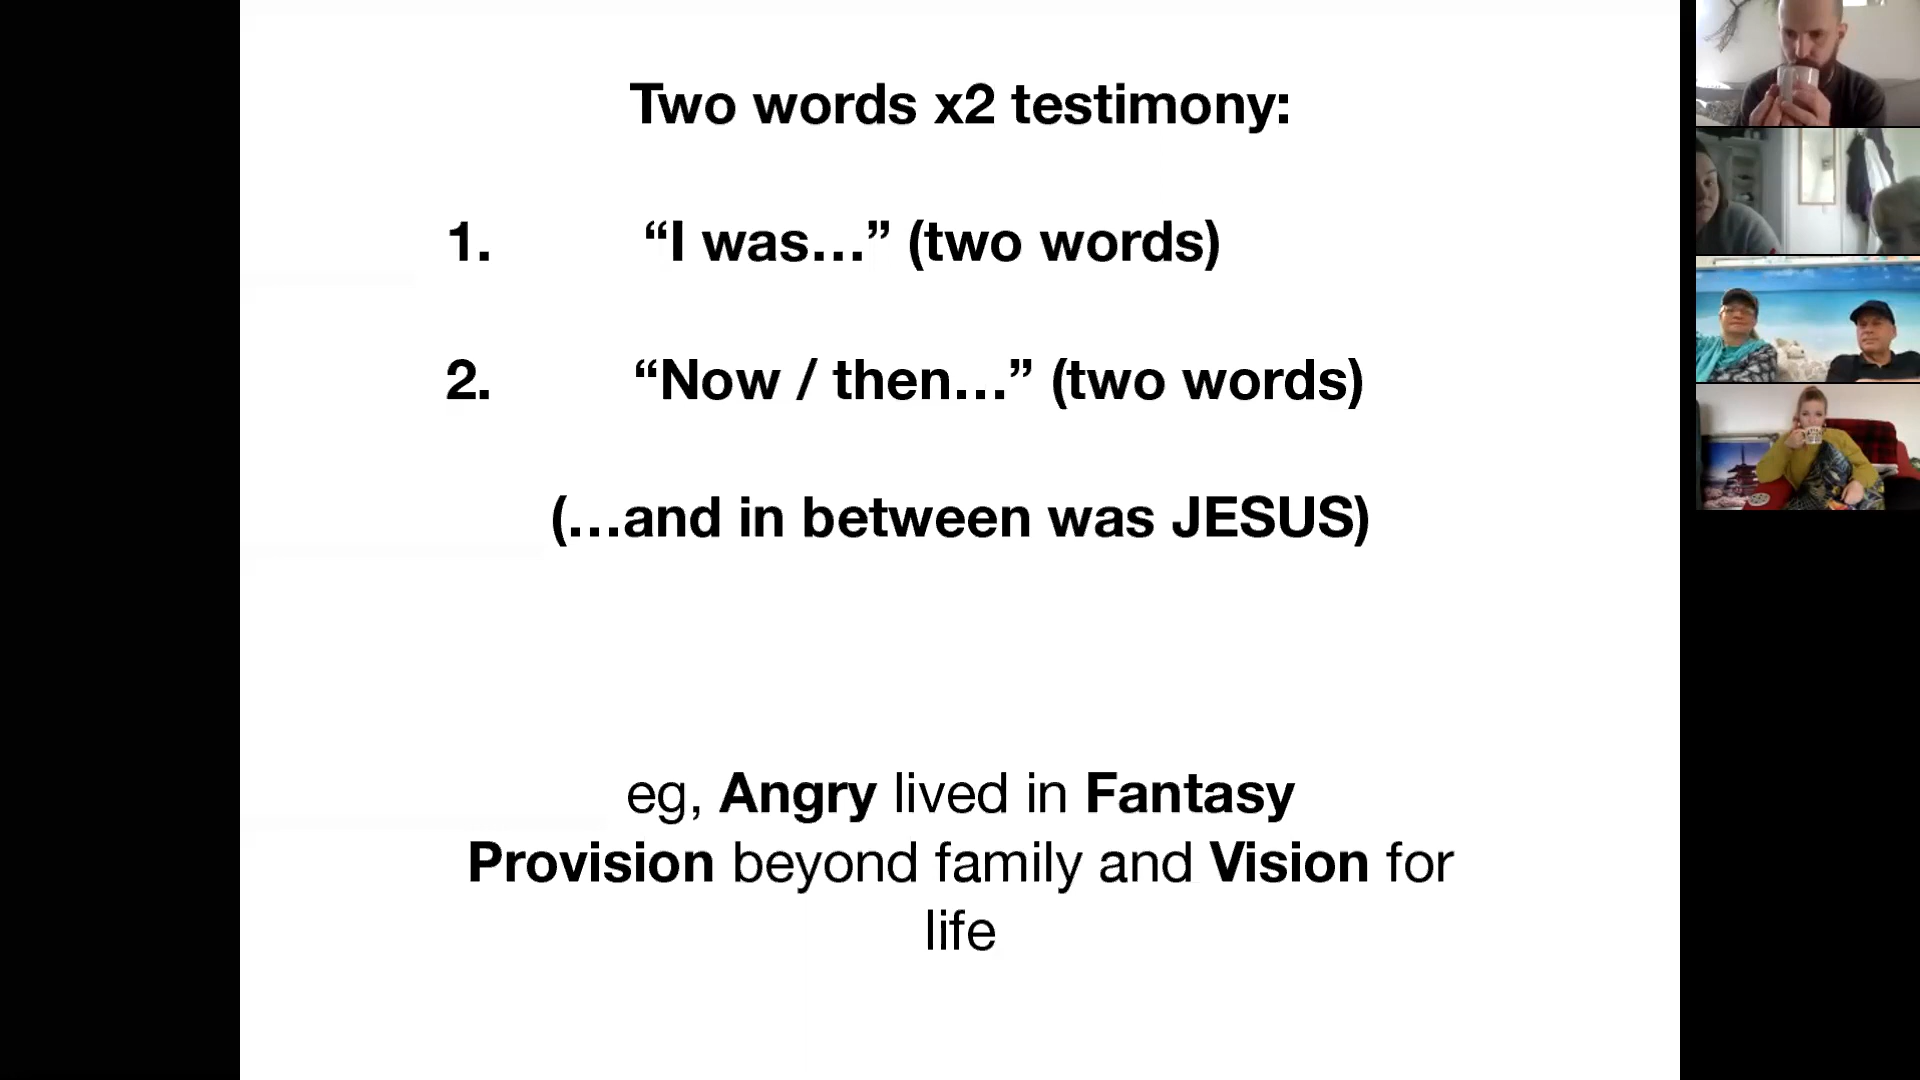 Two words x2 testimony:
1. “I was…” (two words)
2. “Now / then…” (two words)
(…and in between was JESUS)
eg, Angry lived in Fantasy
Provision beyond family and Vision for
life